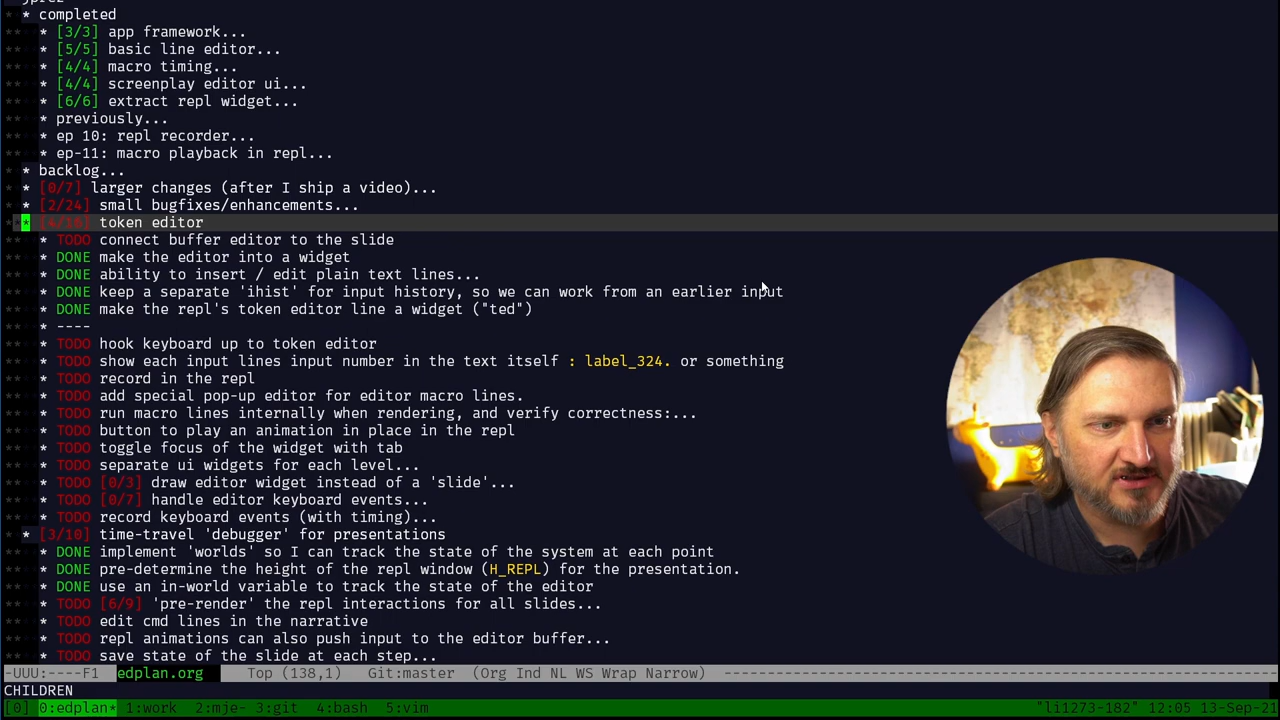 * completed
* [3/3] app framework...
* [5/5] basic line editor...
* [4/4] macro timing...
* [4/4] screenplay editor ui...
* [6/6] extract repl widget...
* previously...
* ep 10: repl recorder...
* ep-11: macro playback in repl...
* backlog...
* [0/7] larger changes (after I ship a video)...
* [2/24] small bugfixes/enhancements...
* [4/16] token editor
* TODO connect buffer editor to the slide
* DONE make the editor into a widget
* DONE ability to insert / edit plain text lines...
* DONE keep a separate 'ihist' for input history, so we can work from an earlier input
* DONE make the repl's token editor line a widget ("ted")
* ----
* TODO hook keyboard up to token editor
* TODO show each input lines input number in the text itself : label_324. or something
* TODO record in the repl
* TODO add special pop-up editor for editor macro lines.
* TODO run macro lines internally when rendering, and verify correctness:...
* TODO button to play an animation in place in the repl
* TODO toggle focus of the widget with tab
* TODO separate ui widgets for each level...
* TODO [0/3] draw editor widget instead of a 'slide'...
* TODO [0/7] handle editor keyboard events...
* TODO record keyboard events (with timing)...
* [3/10] time-travel 'debugger' for presentations
* DONE implement 'worlds' so I can track the state of the system at each point
* DONE pre-determine the height of the repl window (H_REPL) for the presentation.
* DONE use an in-world variable to track the state of the editor
* TODO [6/9] 'pre-render' the repl interactions for all slides...
* TODO edit cmd lines in the narrative
* TODO repl animations can also push input to the editor buffer...
* TODO save state of the slide at each step...
-UUU:----F1 edplan.org Top (138,1) Git:master (Org Ind NL WS Wrap Narrow) ----------
CHILDREN
[0] 0:edplan* 1:work 2:mje- 3:git 4:bash 5:vim "li1273-182" 12:05 13-Sep-21